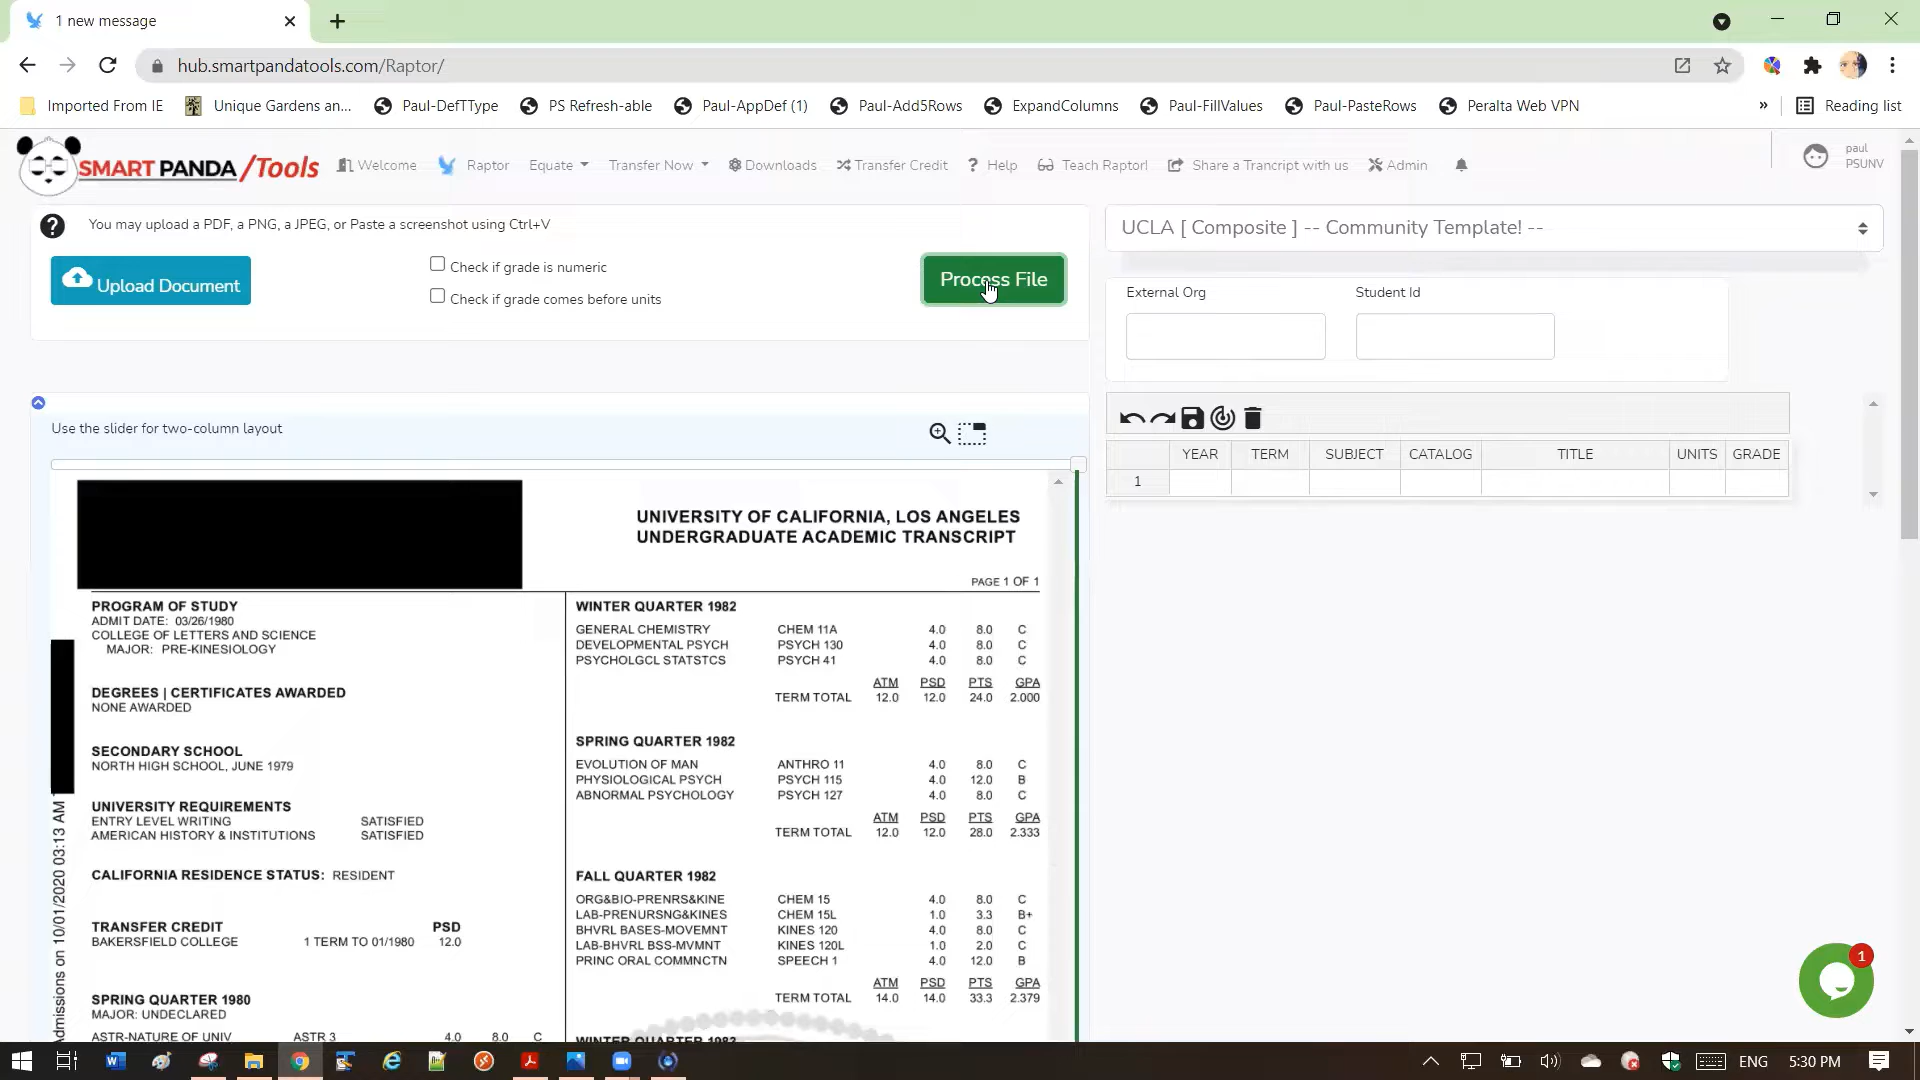 1 new message
hub.smartpandatools.com/Raptor/
Imported From IE
Unique Gardens an...
Paul-DefTType
PS Refresh-able
Paul-AppDef (1)
Paul-Add5Rows
ExpandColumns
Paul-FillValues
Paul-PasteRows
Peralta Web VPN
»
Reading list
SMART PANDA/Tools
Welcome
Raptor
Equate
Transfer Now
Downloads
Transfer Credit
? Help
Teach Raptor!
Share a Trancript with us
Admin
paul
PSUNV
You may upload a PDF, a PNG, a JPEG, or Paste a screenshot using Ctrl+V
Upload Document
Check if grade is numeric
Check if grade comes before units
Process File
UCLA [ Composite ] -- Community Template! --
External Org
Student Id
Use the slider for two-column layout
YEAR TERM SUBJECT CATALOG TITLE UNITS GRADE
1
UNIVERSITY OF CALIFORNIA, LOS ANGELES
UNDERGRADUATE ACADEMIC TRANSCRIPT
PAGE 1 OF 1
PROGRAM OF STUDY
ADMIT DATE: 03/26/1980
COLLEGE OF LETTERS AND SCIENCE
MAJOR: PRE-KINESIOLOGY
DEGREES | CERTIFICATES AWARDED
NONE AWARDED
SECONDARY SCHOOL
NORTH HIGH SCHOOL, JUNE 1979
UNIVERSITY REQUIREMENTS
ENTRY LEVEL WRITING SATISFIED
AMERICAN HISTORY & INSTITUTIONS SATISFIED
CALIFORNIA RESIDENCE STATUS: RESIDENT
TRANSFER CREDIT PSD
BAKERSFIELD COLLEGE 1 TERM TO 01/1980 12.0
SPRING QUARTER 1980
MAJOR: UNDECLARED
ASTR-NATURE OF UNIV ASTR 3 4.0 8.0 C
on 10/01/2020 03:13 AM
WINTER QUARTER 1982
GENERAL CHEMISTRY CHEM 11A 4.0 8.0 C
DEVELOPMENTAL PSYCH PSYCH 130 4.0 8.0 C
PSYCHOLGCL STATSTCS PSYCH 41 4.0 8.0 C
ATM PSD PTS GPA
TERM TOTAL 12.0 12.0 24.0 2.000
SPRING QUARTER 1982
EVOLUTION OF MAN ANTHRO 11 4.0 8.0 C
PHYSIOLOGICAL PSYCH PSYCH 115 4.0 12.0 B
ABNORMAL PSYCHOLOGY PSYCH 127 4.0 8.0 C
ATM PSD PTS GPA
TERM TOTAL 12.0 12.0 28.0 2.333
FALL QUARTER 1982
ORG&BIO-PRENRS&KINE CHEM 15 4.0 8.0 C
LAB-PRENURSNG&KINES CHEM 15L 1.0 3.3 B+
BHVRL BASES-MOVEMNT KINES 120 4.0 8.0 C
LAB-BHVRL BSS-MVMNT KINES 120L 1.0 2.0 C
PRINC ORAL COMMNCTN SPEECH 1 4.0 12.0 B
ATM PSD PTS GPA
TERM TOTAL 14.0 14.0 33.3 2.379
WINTER QUARTER 1983
1
ENG
5:30 PM